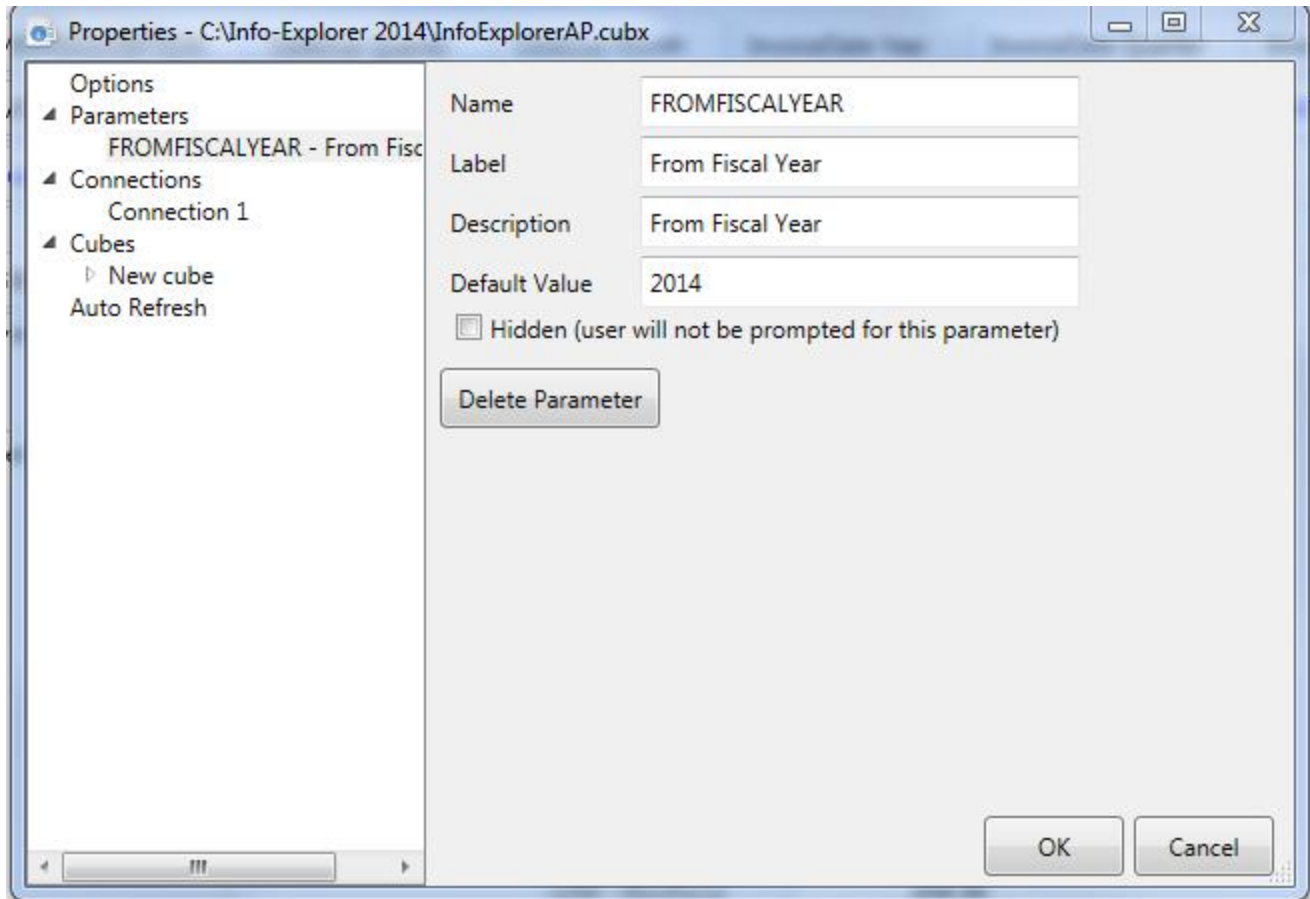 Properties - C:\Info-Explorer 2014\InfoExplorerAP.cubx
Options
Parameters
FROMFISCALYEAR - From Fisc
Connections
Connection 1
Cubes
New cube
Auto Refresh
Name FROMFISCALYEAR
Label From Fiscal Year
Description From Fiscal Year
Default Value 2014
Hidden (user will not be prompted for this parameter)
Delete Parameter
OK Cancel